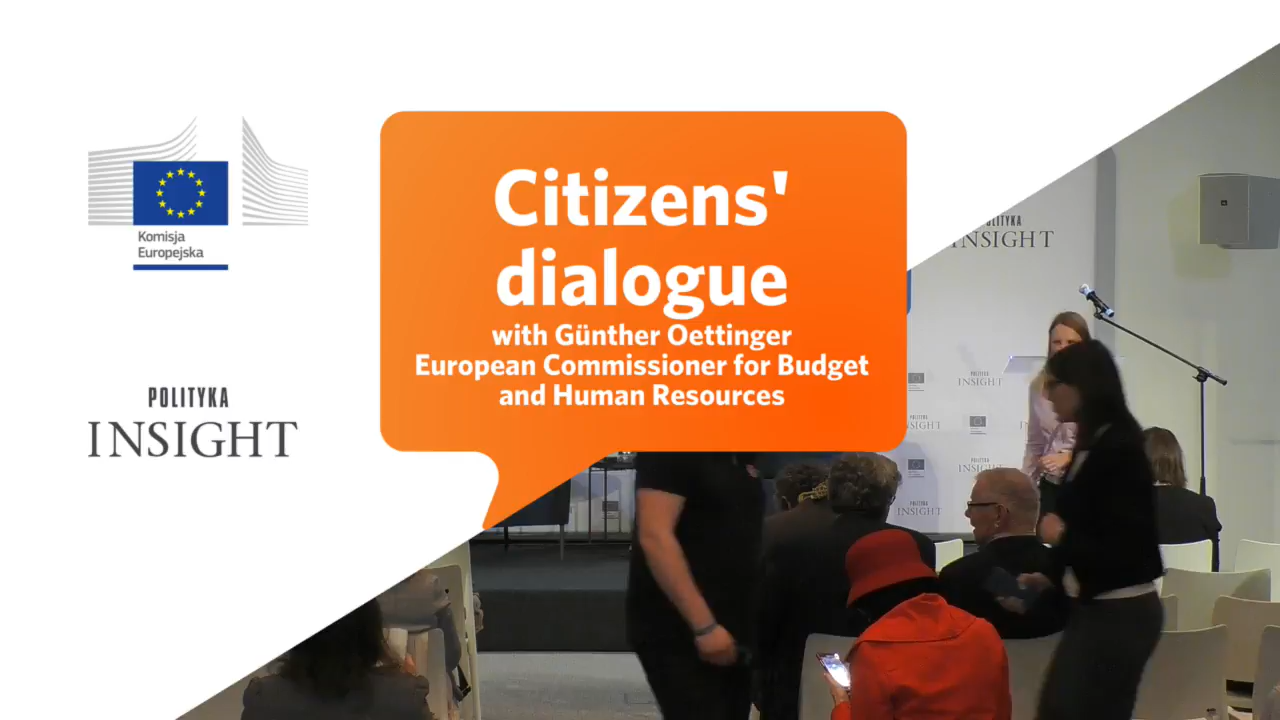 Komisja
Europejska
POLITYKA
INSIGHT
Citizens'
dialogue
with Günther Oettinger
European Commissioner for Budget
and Human Resources
INSIGHT
POLITYKA
INSIGHT
POLITYKA
INSIGHT